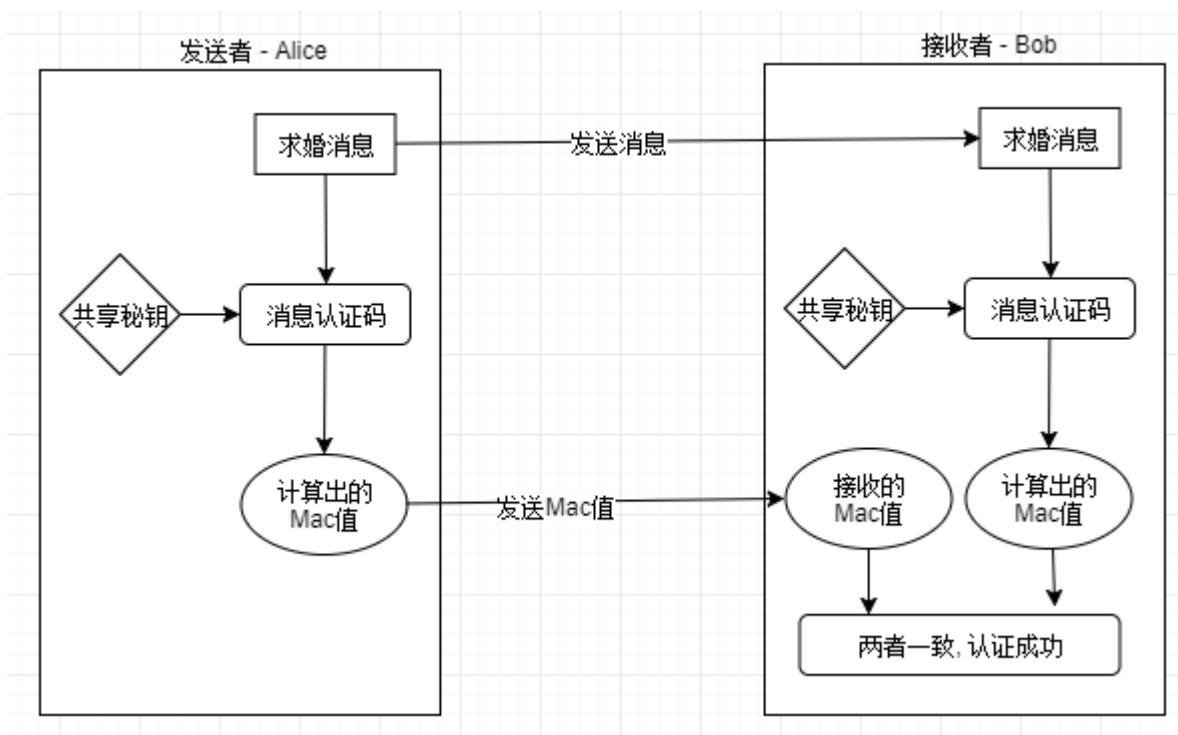 发送者 - Alice
接收者 - Bob
求婚消息
发送消息
求婚消息
共享秘钥
消息认证码
共享秘钥
消息认证码
计算出的
Mac值
发送Mac值
接收的
Mac值
计算出的
Mac值
两者一致, 认证成功